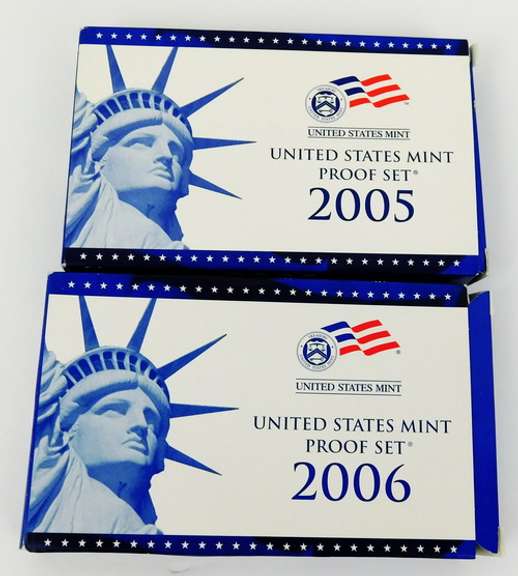 UNITED STATES MINT
UNITED STATES MINT
PROOF SET®
2005
UNITED STATES MINT
UNITED STATES MINT
PROOF SET®
2006